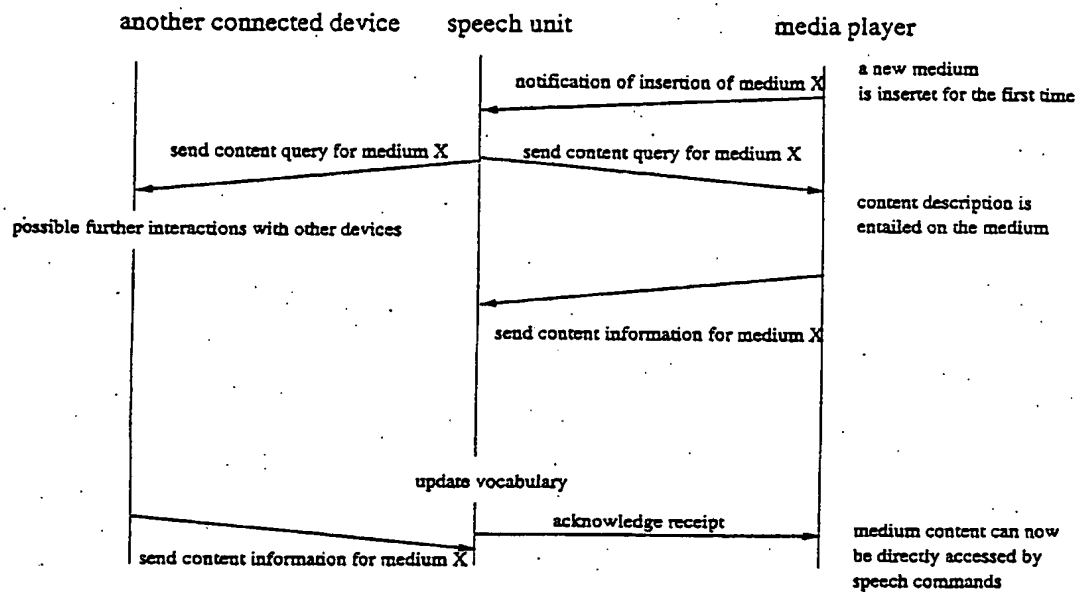 another connected device
speech unit
media player
notification of insertion of medium X
a new medium
is insertet for the first time
send content query for medium X
send content query for medium X
possible further interactions with other devices
content description is
entailed on the medium
send content information for medium X
update vocabulary
acknowledge receipt
send content information for medium X
medium content can now
be directly accessed by
speech commands